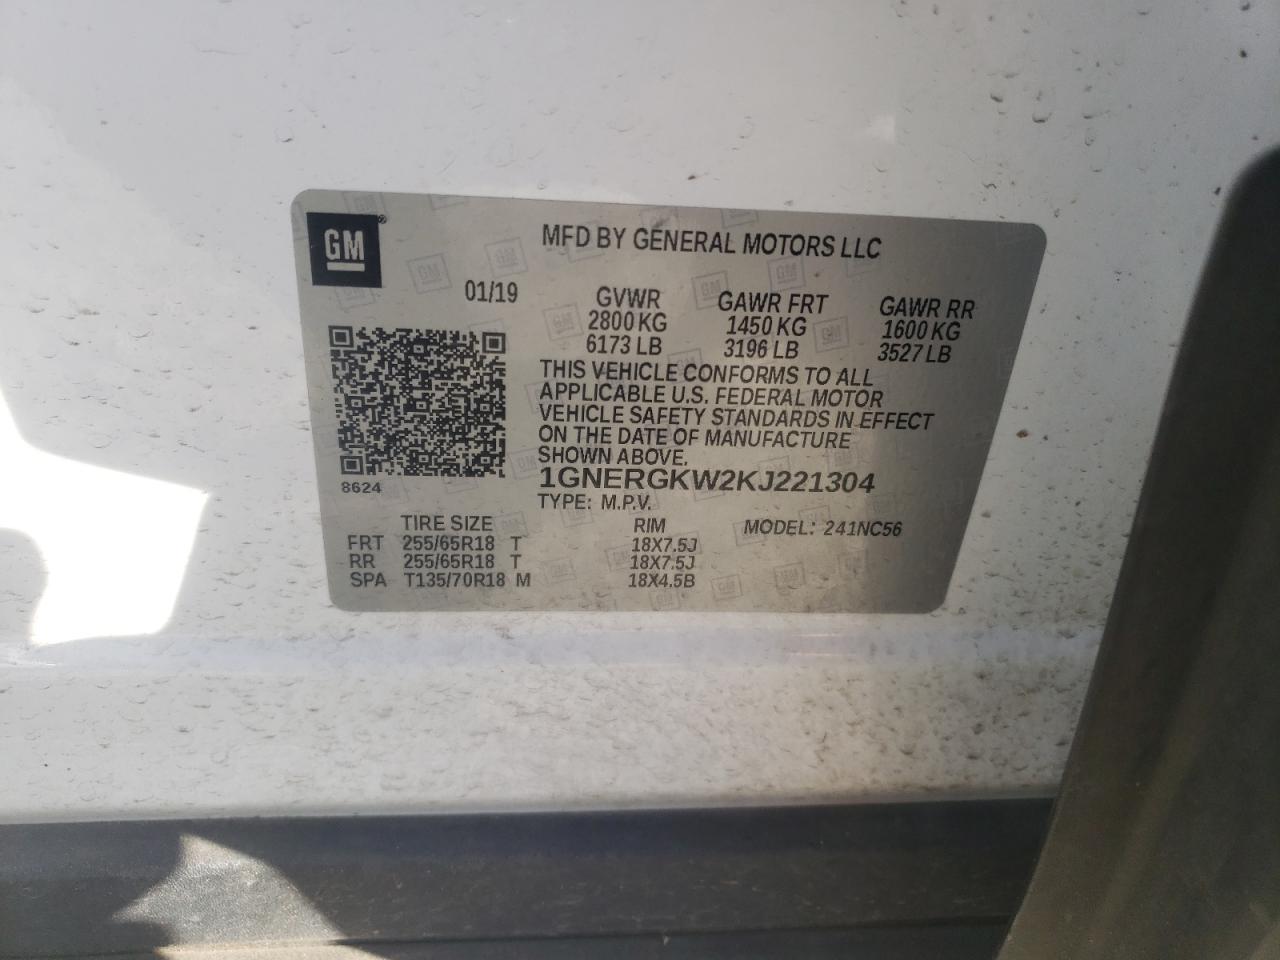 GM ®
MFD BY GENERAL MOTORS LLC
01/19
GVWR GAWR FRT GAWR RR
2800 KG 1450 KG 1600 KG
6173 LB 3196 LB 3527 LB
THIS VEHICLE CONFORMS TO ALL
APPLICABLE U.S. FEDERAL MOTOR
VEHICLE SAFETY STANDARDS IN EFFECT
ON THE DATE OF MANUFACTURE
SHOWN ABOVE.
1GNERGKW2KJ221304
8624
TYPE: M.P.V.
TIRE SIZE RIM MODEL: 241NC56
FRT 255/65R18 T 18X7.5J
RR 255/65R18 T 18X7.5J
SPA T135/70R18 M 18X4.5B